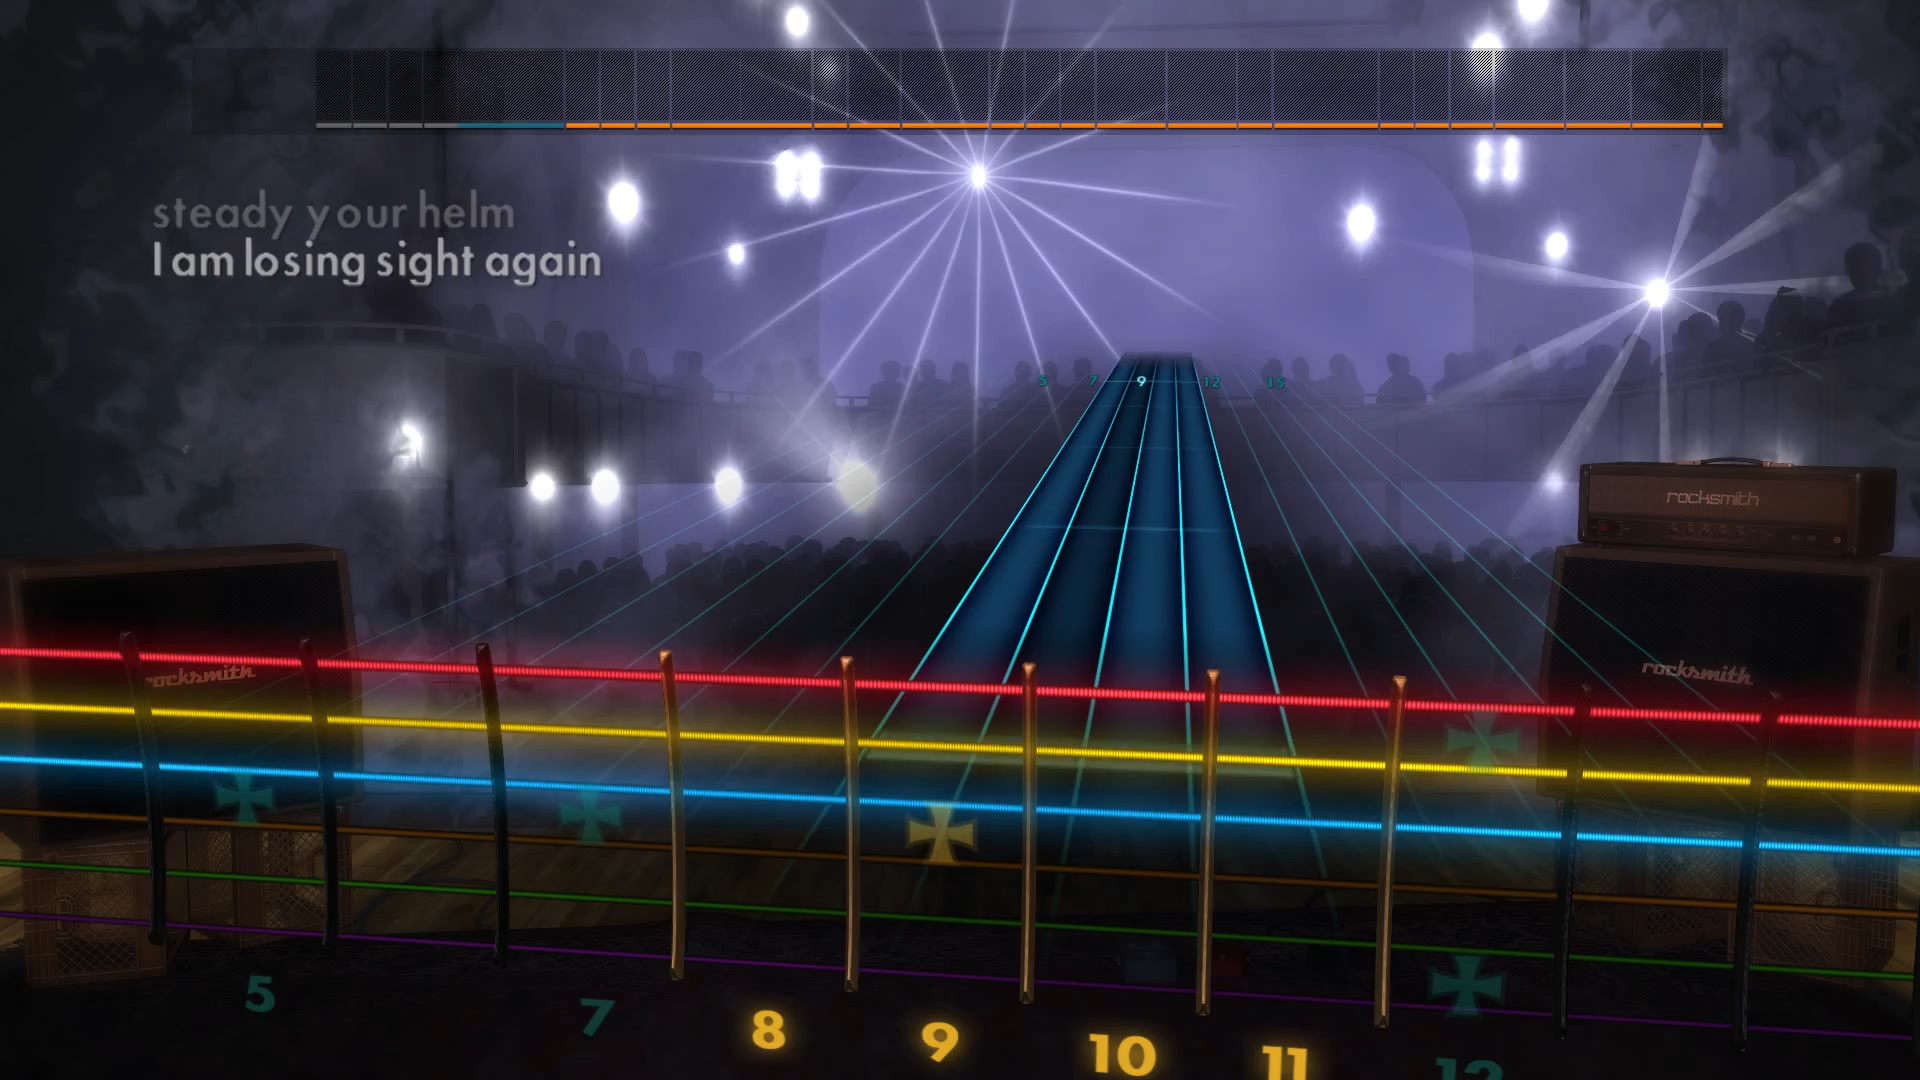 steady your helm
I am losing sight again
5 7 9 12 15
rocksmith
rocksmith
rocksmith
5 7 8 9 10 11 12